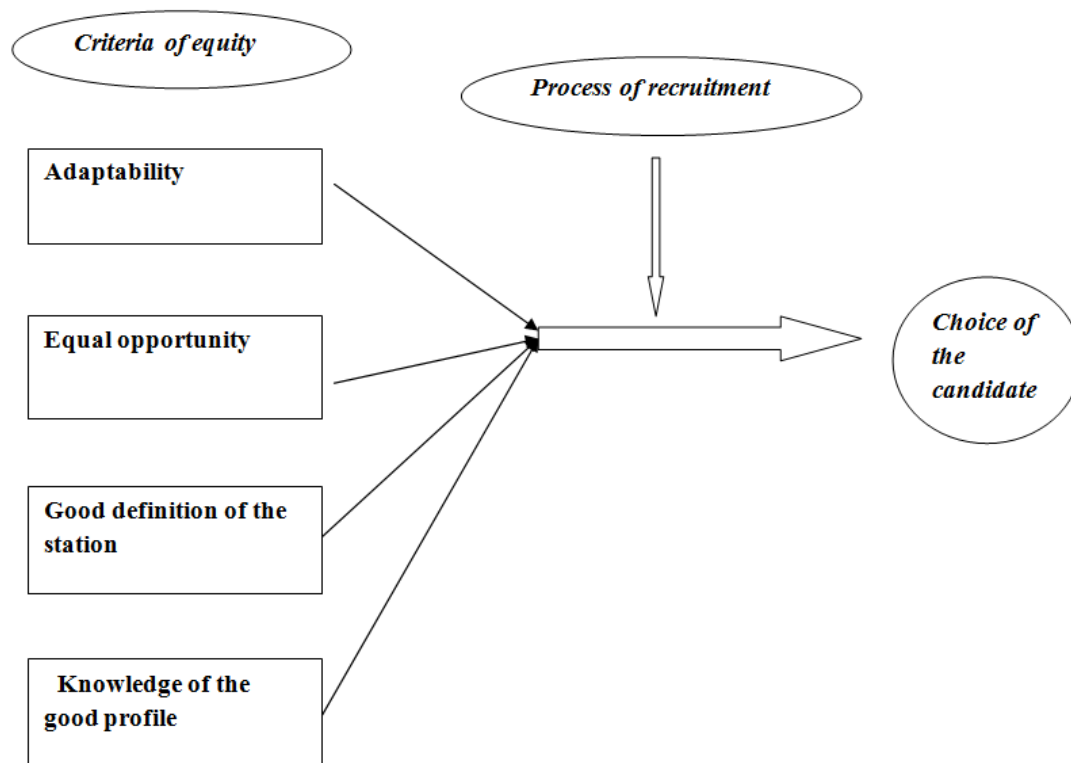 Criteria of equity
Process of recruitment
Adaptability
Equal opportunity
Choice of
the
candidate
Good definition of the
station
Knowledge of the
good profile